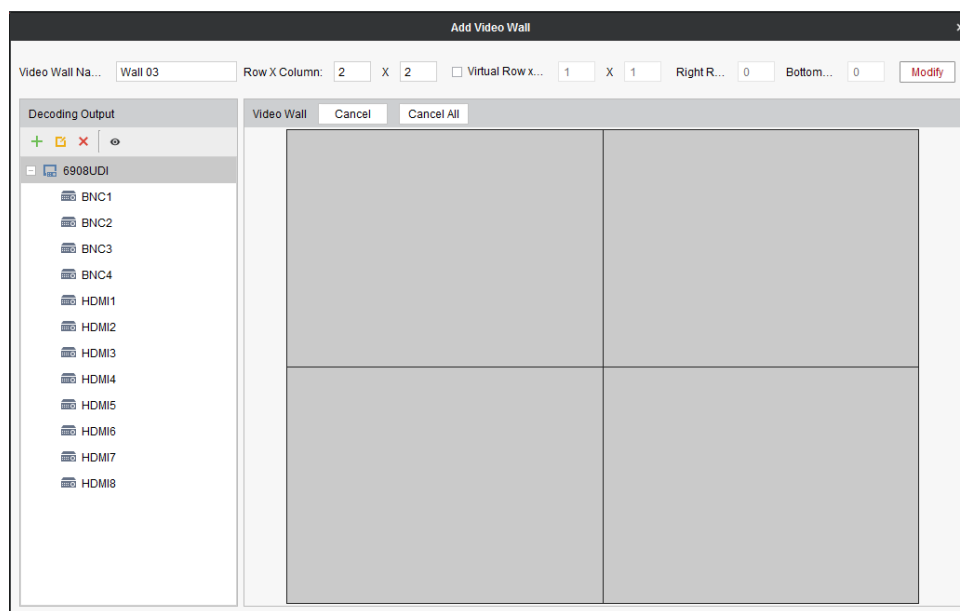 Add Video Wall
Video Wall Na... Wall 03 Row X Column: 2 X 2 Virtual Row x... 1 X 1 Right R... 0 Bottom... 0 Modify
Decoding Output
Video Wall Cancel Cancel All
6908UDI
BNC1
BNC2
BNC3
BNC4
HDMI1
HDMI2
HDMI3
HDMI4
HDMI5
HDMI6
HDMI7
HDMI8